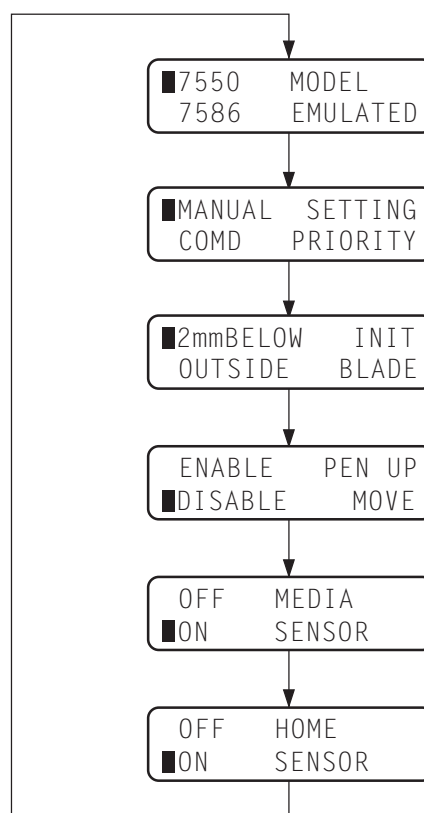 ■7550 MODEL
7586 EMULATED
■MANUAL SETTING
COMD PRIORITY
■2mmBELOW INIT
OUTSIDE BLADE
ENABLE PEN UP
■DISABLE MOVE
OFF MEDIA
■ON SENSOR
OFF HOME
■ON SENSOR